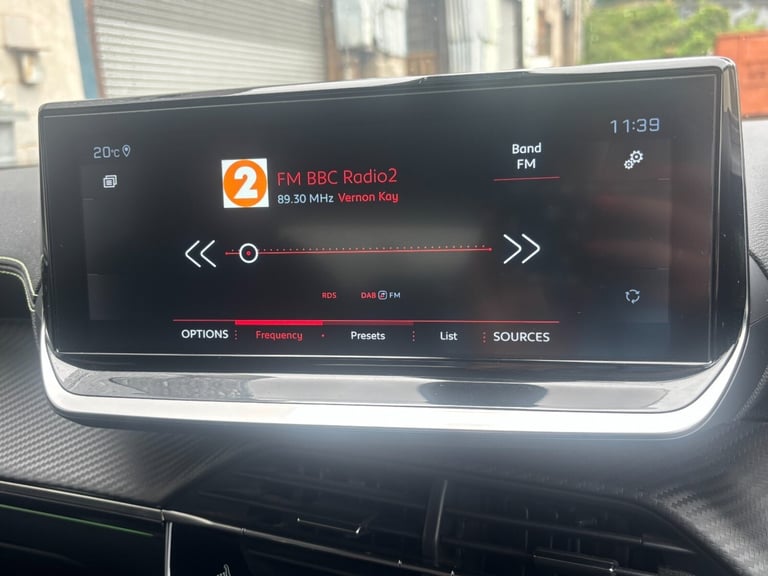 11:39
20°C
Band
FM
2
FM BBC Radio2
89.30 MHz Vernon Kay
RDS
DAB FM
OPTIONS Frequency Presets List SOURCES